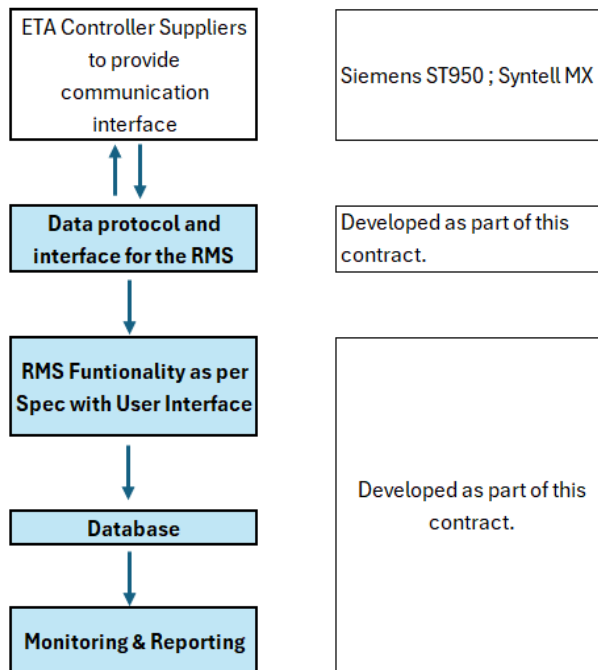 ETA Controller Suppliers
to provide
communication
interface
Siemens ST950 ; Syntell MX
Data protocol and
interface for the RMS
Developed as part of this
contract.
RMS Funtionality as per
Spec with User Interface
Developed as part of this
contract.
Database
Monitoring & Reporting